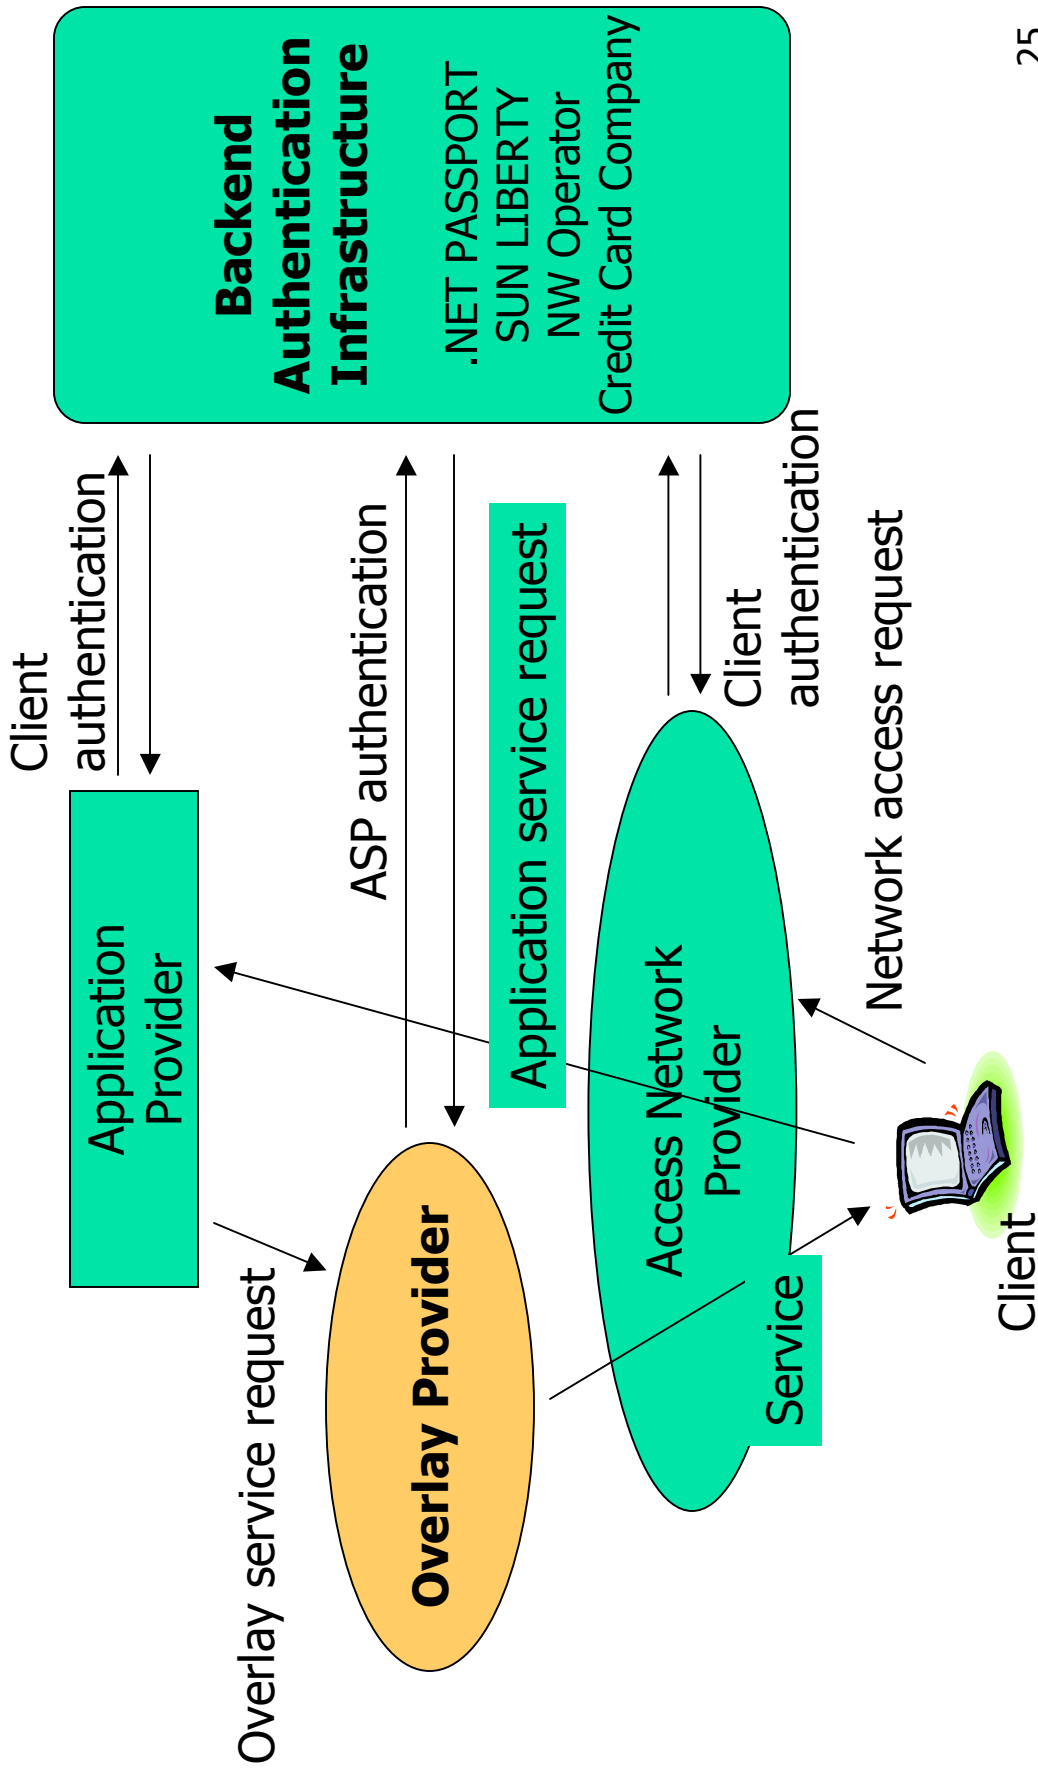 Client
authentication
Application
Provider
Backend
Authentication
Infrastructure
.NET PASSPORT
SUN LIBERTY
NW Operator
Credit Card Company
Overlay service request
ASP authentication
Overlay Provider
Application service request
Access Network
Provider
Client
authentication
Service
Network access request
Client
25